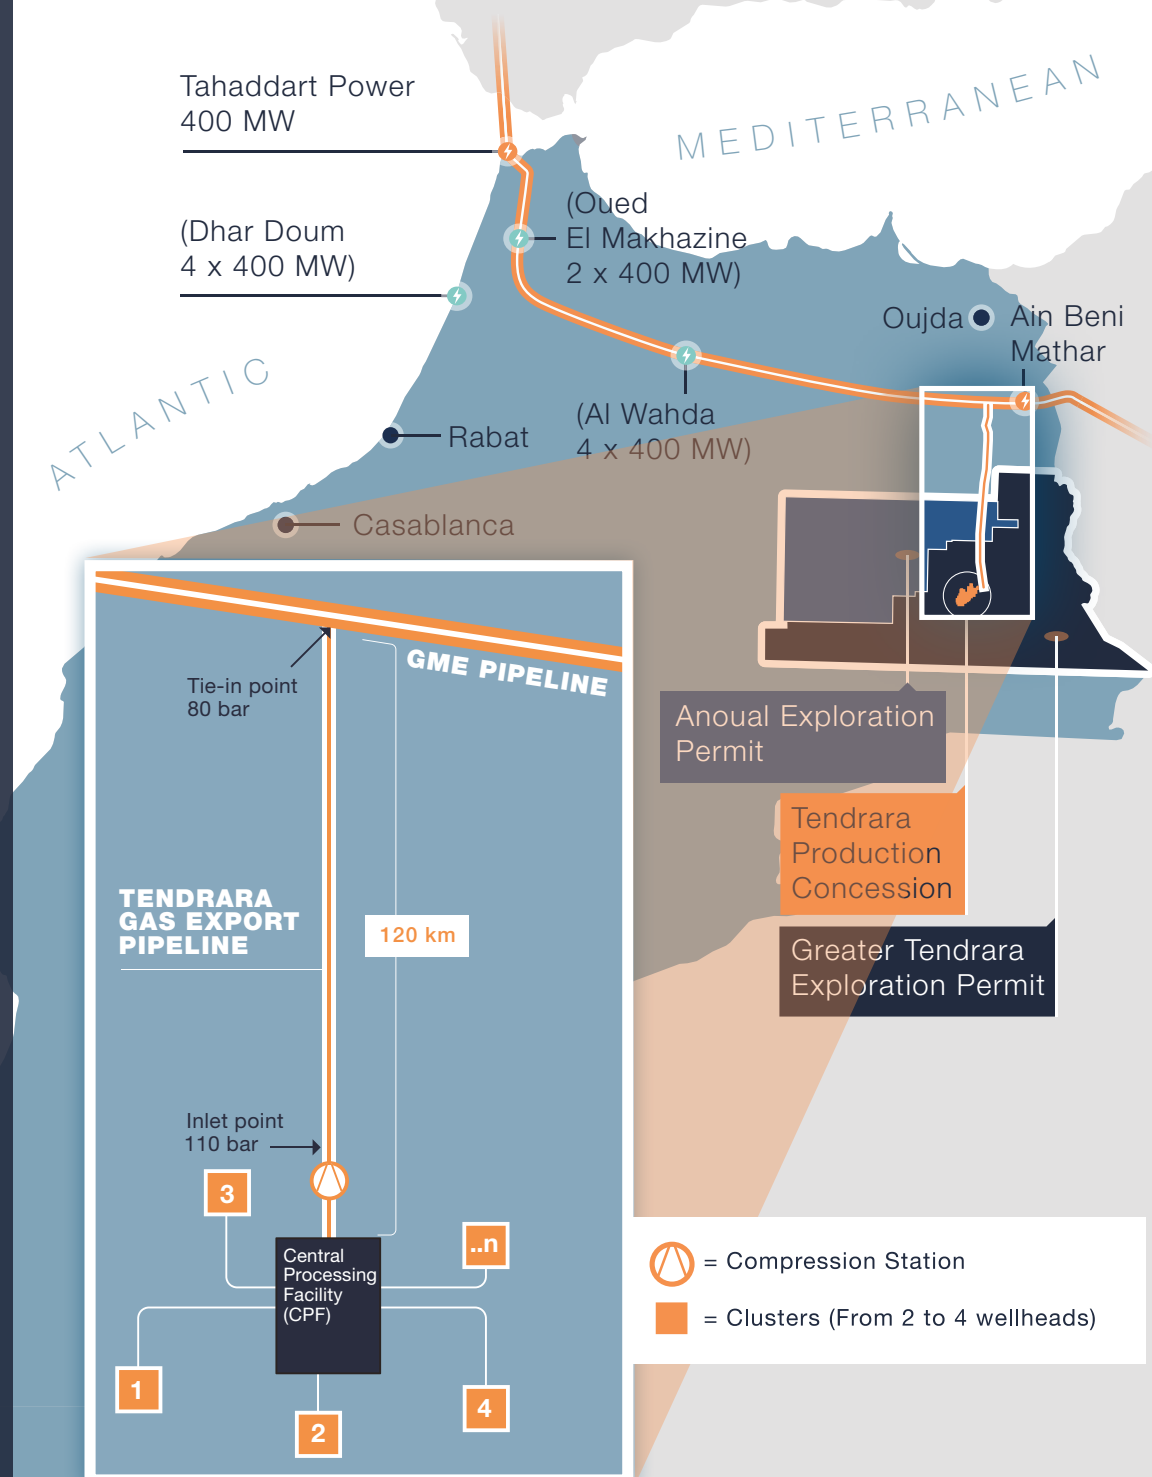 Tahaddart Power
400 MW
MEDITERRANEAN
(Oued
El Makhazine
2 x 400 MW)
(Dhar Doum
4 x 400 MW)
Oujda
Ain Beni
Mathar
ATLANTIC
(Al Wahda
4 x 400 MW)
Rabat
Casablanca
GME PIPELINE
Tie-in point
80 bar
Anoual Exploration
Permit
Tendrara
Production
Concession
TENDRARA
GAS EXPORT
PIPELINE
120 km
Greater Tendrara
Exploration Permit
Inlet point
110 bar
3
..n
Central
Processing
Facility
(CPF)
1
2
4
= Compression Station
= Clusters (From 2 to 4 wellheads)